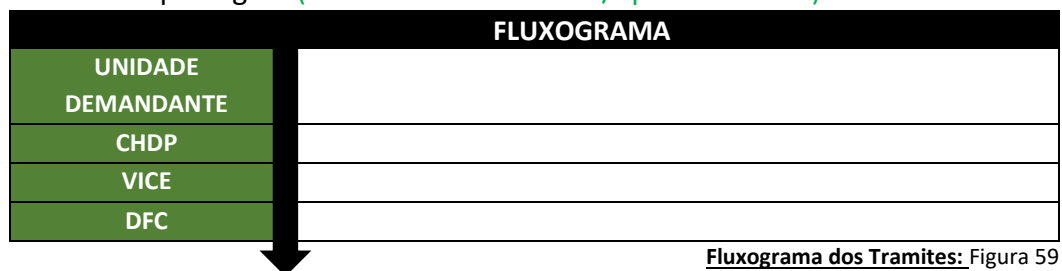 FLUXOGRAMA
UNIDADE
DEMANDANTE
CHDP
VICE
DFC
Fluxograma dos Tramites: Figura 59